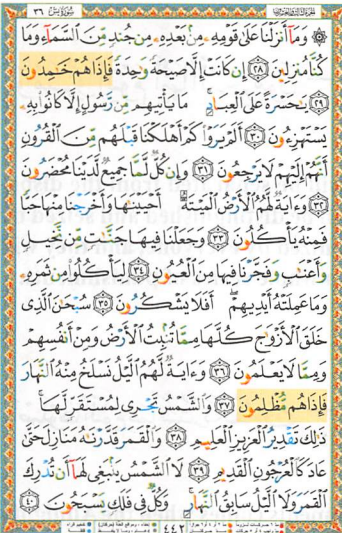 سُورَةُ يسٓ ٣٦ الجزء الثالث والعشرون
۞ وَمَآ أَنزَلْنَا عَلَىٰ قَوْمِهِۦ مِنۢ بَعْدِهِۦ مِن جُندٍ مِّنَ ٱلسَّمَآءِ وَمَا
كُنَّا مُنزِلِينَ ٢٨ إِن كَانَتْ إِلَّا صَيْحَةً وَٰحِدَةً فَإِذَا هُمْ خَٰمِدُونَ
٢٩ يَٰحَسْرَةً عَلَى ٱلْعِبَادِ ۚ مَا يَأْتِيهِم مِّن رَّسُولٍ إِلَّا كَانُوا۟ بِهِۦ
يَسْتَهْزِءُونَ ٣٠ أَلَمْ يَرَوْا۟ كَمْ أَهْلَكْنَا قَبْلَهُم مِّنَ ٱلْقُرُونِ
أَنَّهُمْ إِلَيْهِمْ لَا يَرْجِعُونَ ٣١ وَإِن كُلٌّ لَّمَّا جَمِيعٌ لَّدَيْنَا مُحْضَرُونَ
٣٢ وَءَايَةٌ لَّهُمُ ٱلْأَرْضُ ٱلْمَيْتَةُ أَحْيَيْنَٰهَا وَأَخْرَجْنَا مِنْهَا حَبًّا
فَمِنْهُ يَأْكُلُونَ ٣٣ وَجَعَلْنَا فِيهَا جَنَّٰتٍ مِّن نَّخِيلٍ
وَأَعْنَٰبٍ وَفَجَّرْنَا فِيهَا مِنَ ٱلْعُيُونِ ٣٤ لِيَأْكُلُوا۟ مِن ثَمَرِهِۦ
وَمَا عَمِلَتْهُ أَيْدِيهِمْ ۖ أَفَلَا يَشْكُرُونَ ٣٥ سُبْحَٰنَ ٱلَّذِى
خَلَقَ ٱلْأَزْوَٰجَ كُلَّهَا مِمَّا تُنۢبِتُ ٱلْأَرْضُ وَمِنْ أَنفُسِهِمْ
وَمِمَّا لَا يَعْلَمُونَ ٣٦ وَءَايَةٌ لَّهُمُ ٱلَّيْلُ نَسْلَخُ مِنْهُ ٱلنَّهَارَ
فَإِذَا هُم مُّظْلِمُونَ ٣٧ وَٱلشَّمْسُ تَجْرِى لِمُسْتَقَرٍّ لَّهَا ۚ
ذَٰلِكَ تَقْدِيرُ ٱلْعَزِيزِ ٱلْعَلِيمِ ٣٨ وَٱلْقَمَرَ قَدَّرْنَٰهُ مَنَازِلَ حَتَّىٰ
عَادَ كَٱلْعُرْجُونِ ٱلْقَدِيمِ ٣٩ لَا ٱلشَّمْسُ يَنۢبَغِى لَهَآ أَن تُدْرِكَ
ٱلْقَمَرَ وَلَا ٱلَّيْلُ سَابِقُ ٱلنَّهَارِ ۚ وَكُلٌّ فِى فَلَكٍ يَسْبَحُونَ ٤٠
٤٤٢